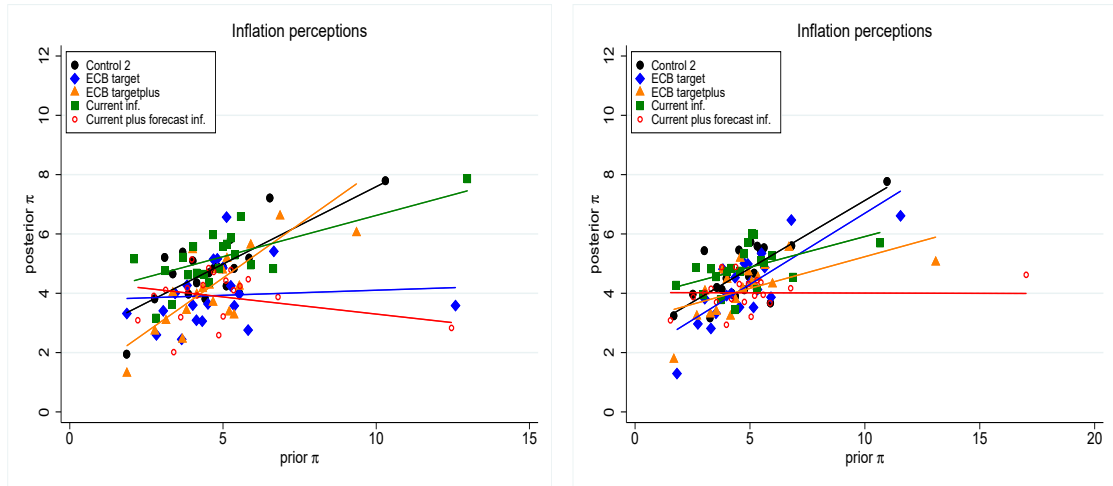 Inflation perceptions
12
10
8
6
4
2
0
posterior π
Control 2
ECB target
ECB targetplus
Current inf.
Current plus forecast inf.
0 5 10 15
prior π
Inflation perceptions
12
10
8
6
4
2
0
posterior π
Control 2
ECB target
ECB targetplus
Current inf.
Current plus forecast inf.
0 5 10 15 20
prior π